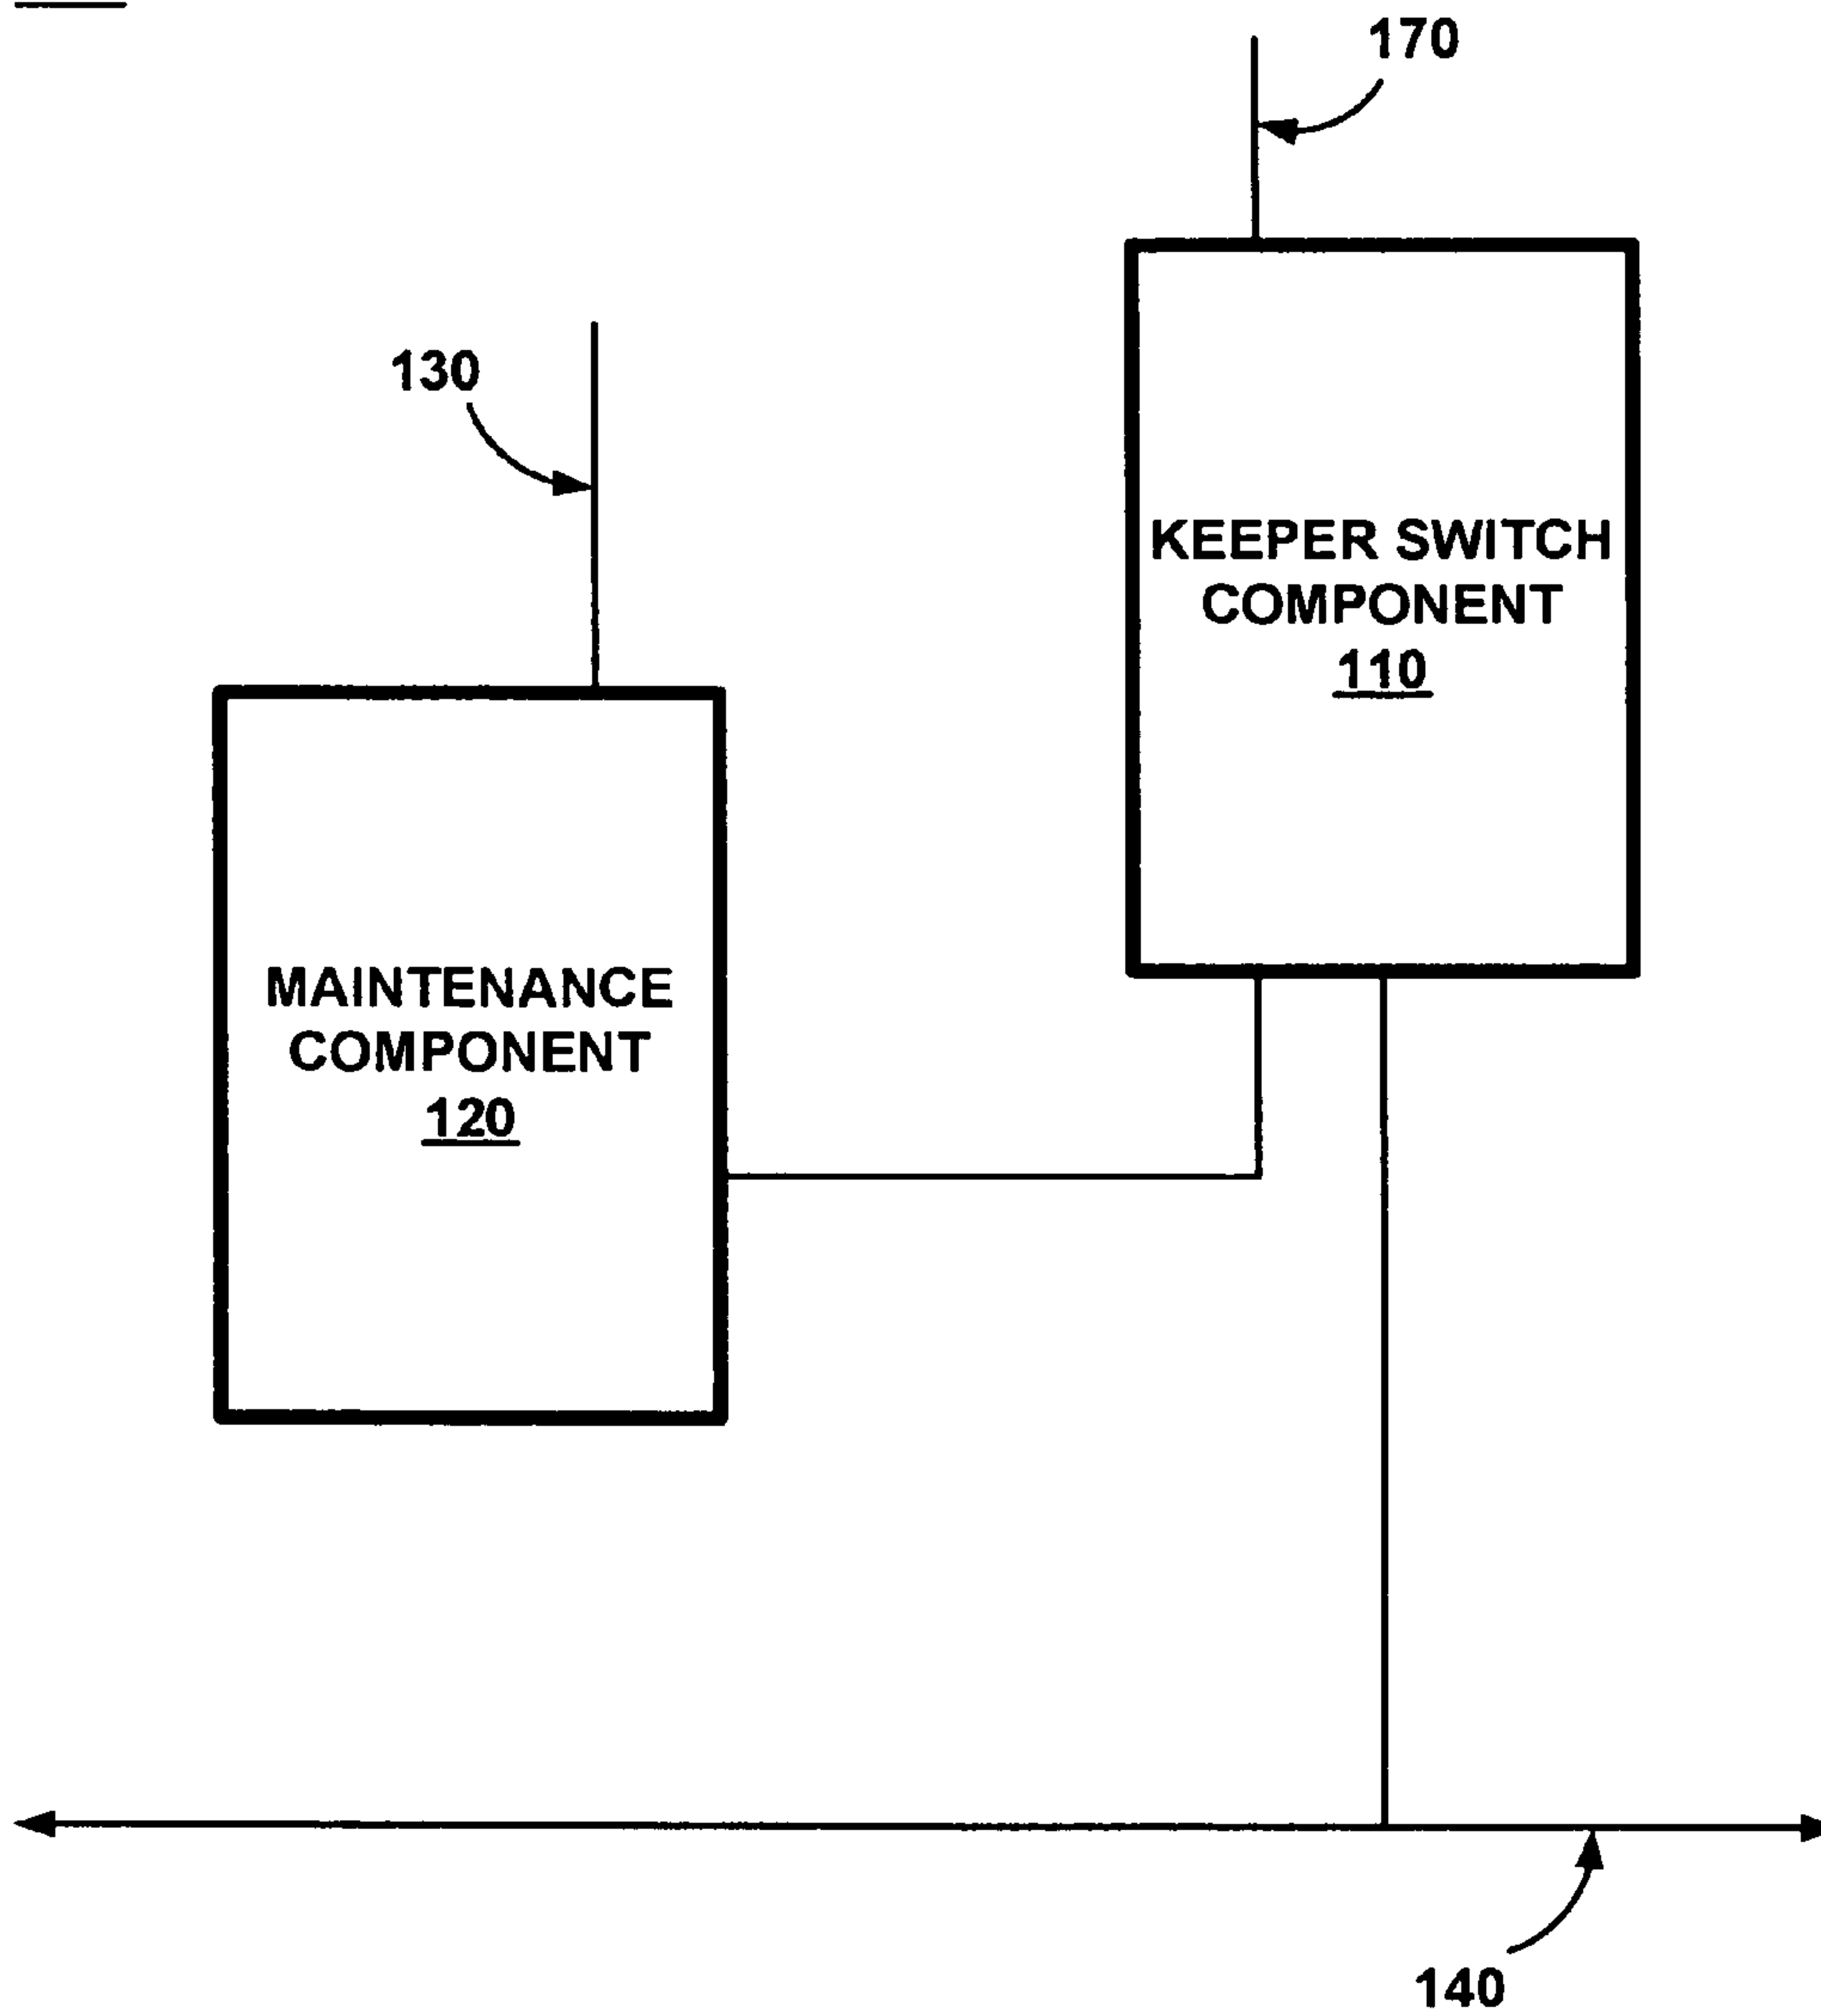 170
130
KEEPER SWITCH
COMPONENT
110
MAINTENANCE
COMPONENT
120
140